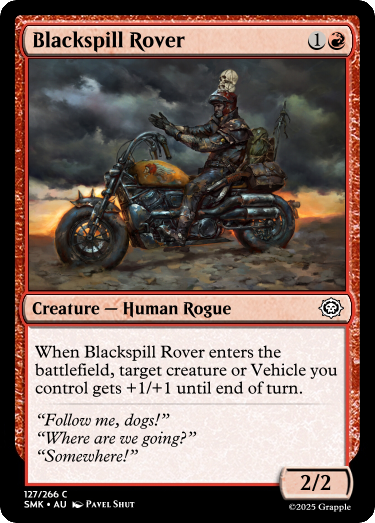 Blackspill Rover 1
Creature — Human Rogue
When Blackspill Rover enters the
battlefield, target creature or Vehicle you
control gets +1/+1 until end of turn.
“Follow me, dogs!”
“Where are we going?”
“Somewhere!”
127/266 C
SMK • AU Pavel Shut
2/2
©2025 Grapple